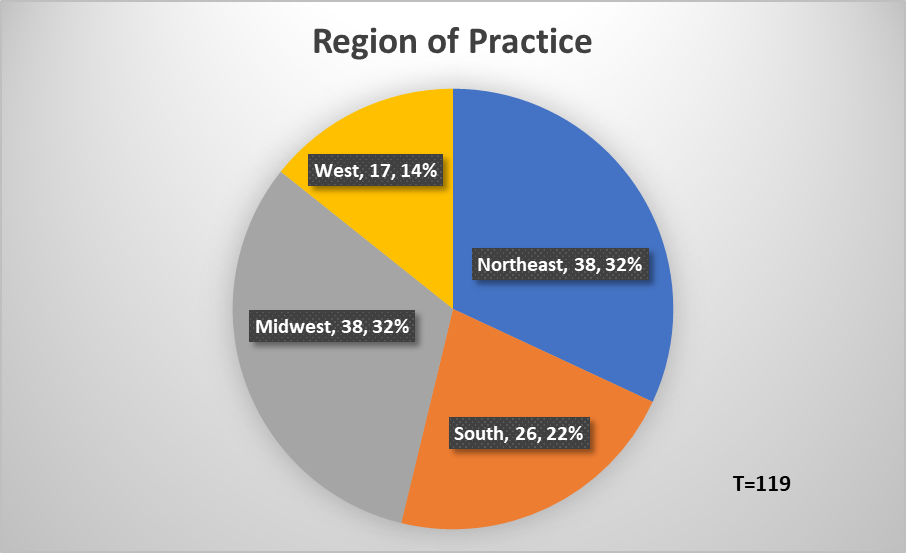 Region of Practice
West, 17, 14%
Northeast, 38, 32%
Midwest, 38, 32%
South, 26, 22%
T=119